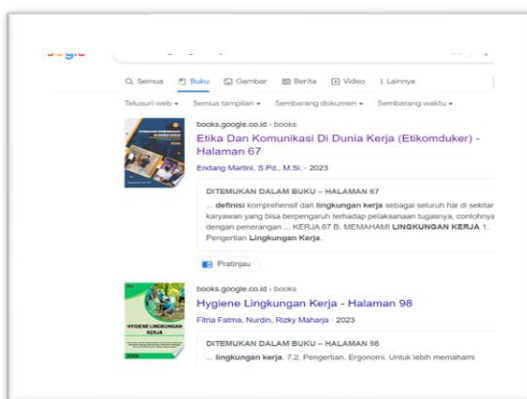 Semua Buku Gambar Berita Video Lainnya
Telusuri web Semua tampilan Sembarang dokumen Sembarang waktu
books.google.co.id › books
Etika Dan Komunikasi Di Dunia Kerja (Etikomduker) -
Halaman 67
Endang Martini, S.Pd., M.Si. · 2023
DITEMUKAN DALAM BUKU – HALAMAN 67
... definisi komprehensif dari lingkungan kerja sebagai seluruh hal di sekitar
karyawan yang bisa berpengaruh terhadap pelaksanaan tugasnya, contohnya
dengan penerangan ... KERJA 67 B. MEMAHAMI LINGKUNGAN KERJA 1.
Pengertian Lingkungan Kerja.
Pratinjau
books.google.co.id › books
Hygiene Lingkungan Kerja - Halaman 98
Fitria Fatma, Nurdin, Rizky Maharja · 2023
HYGIENE LINGKUNGAN
KERJA
DITEMUKAN DALAM BUKU – HALAMAN 98
... lingkungan kerja. 7.2. Pengertian. Ergonomi. Untuk lebih memahami